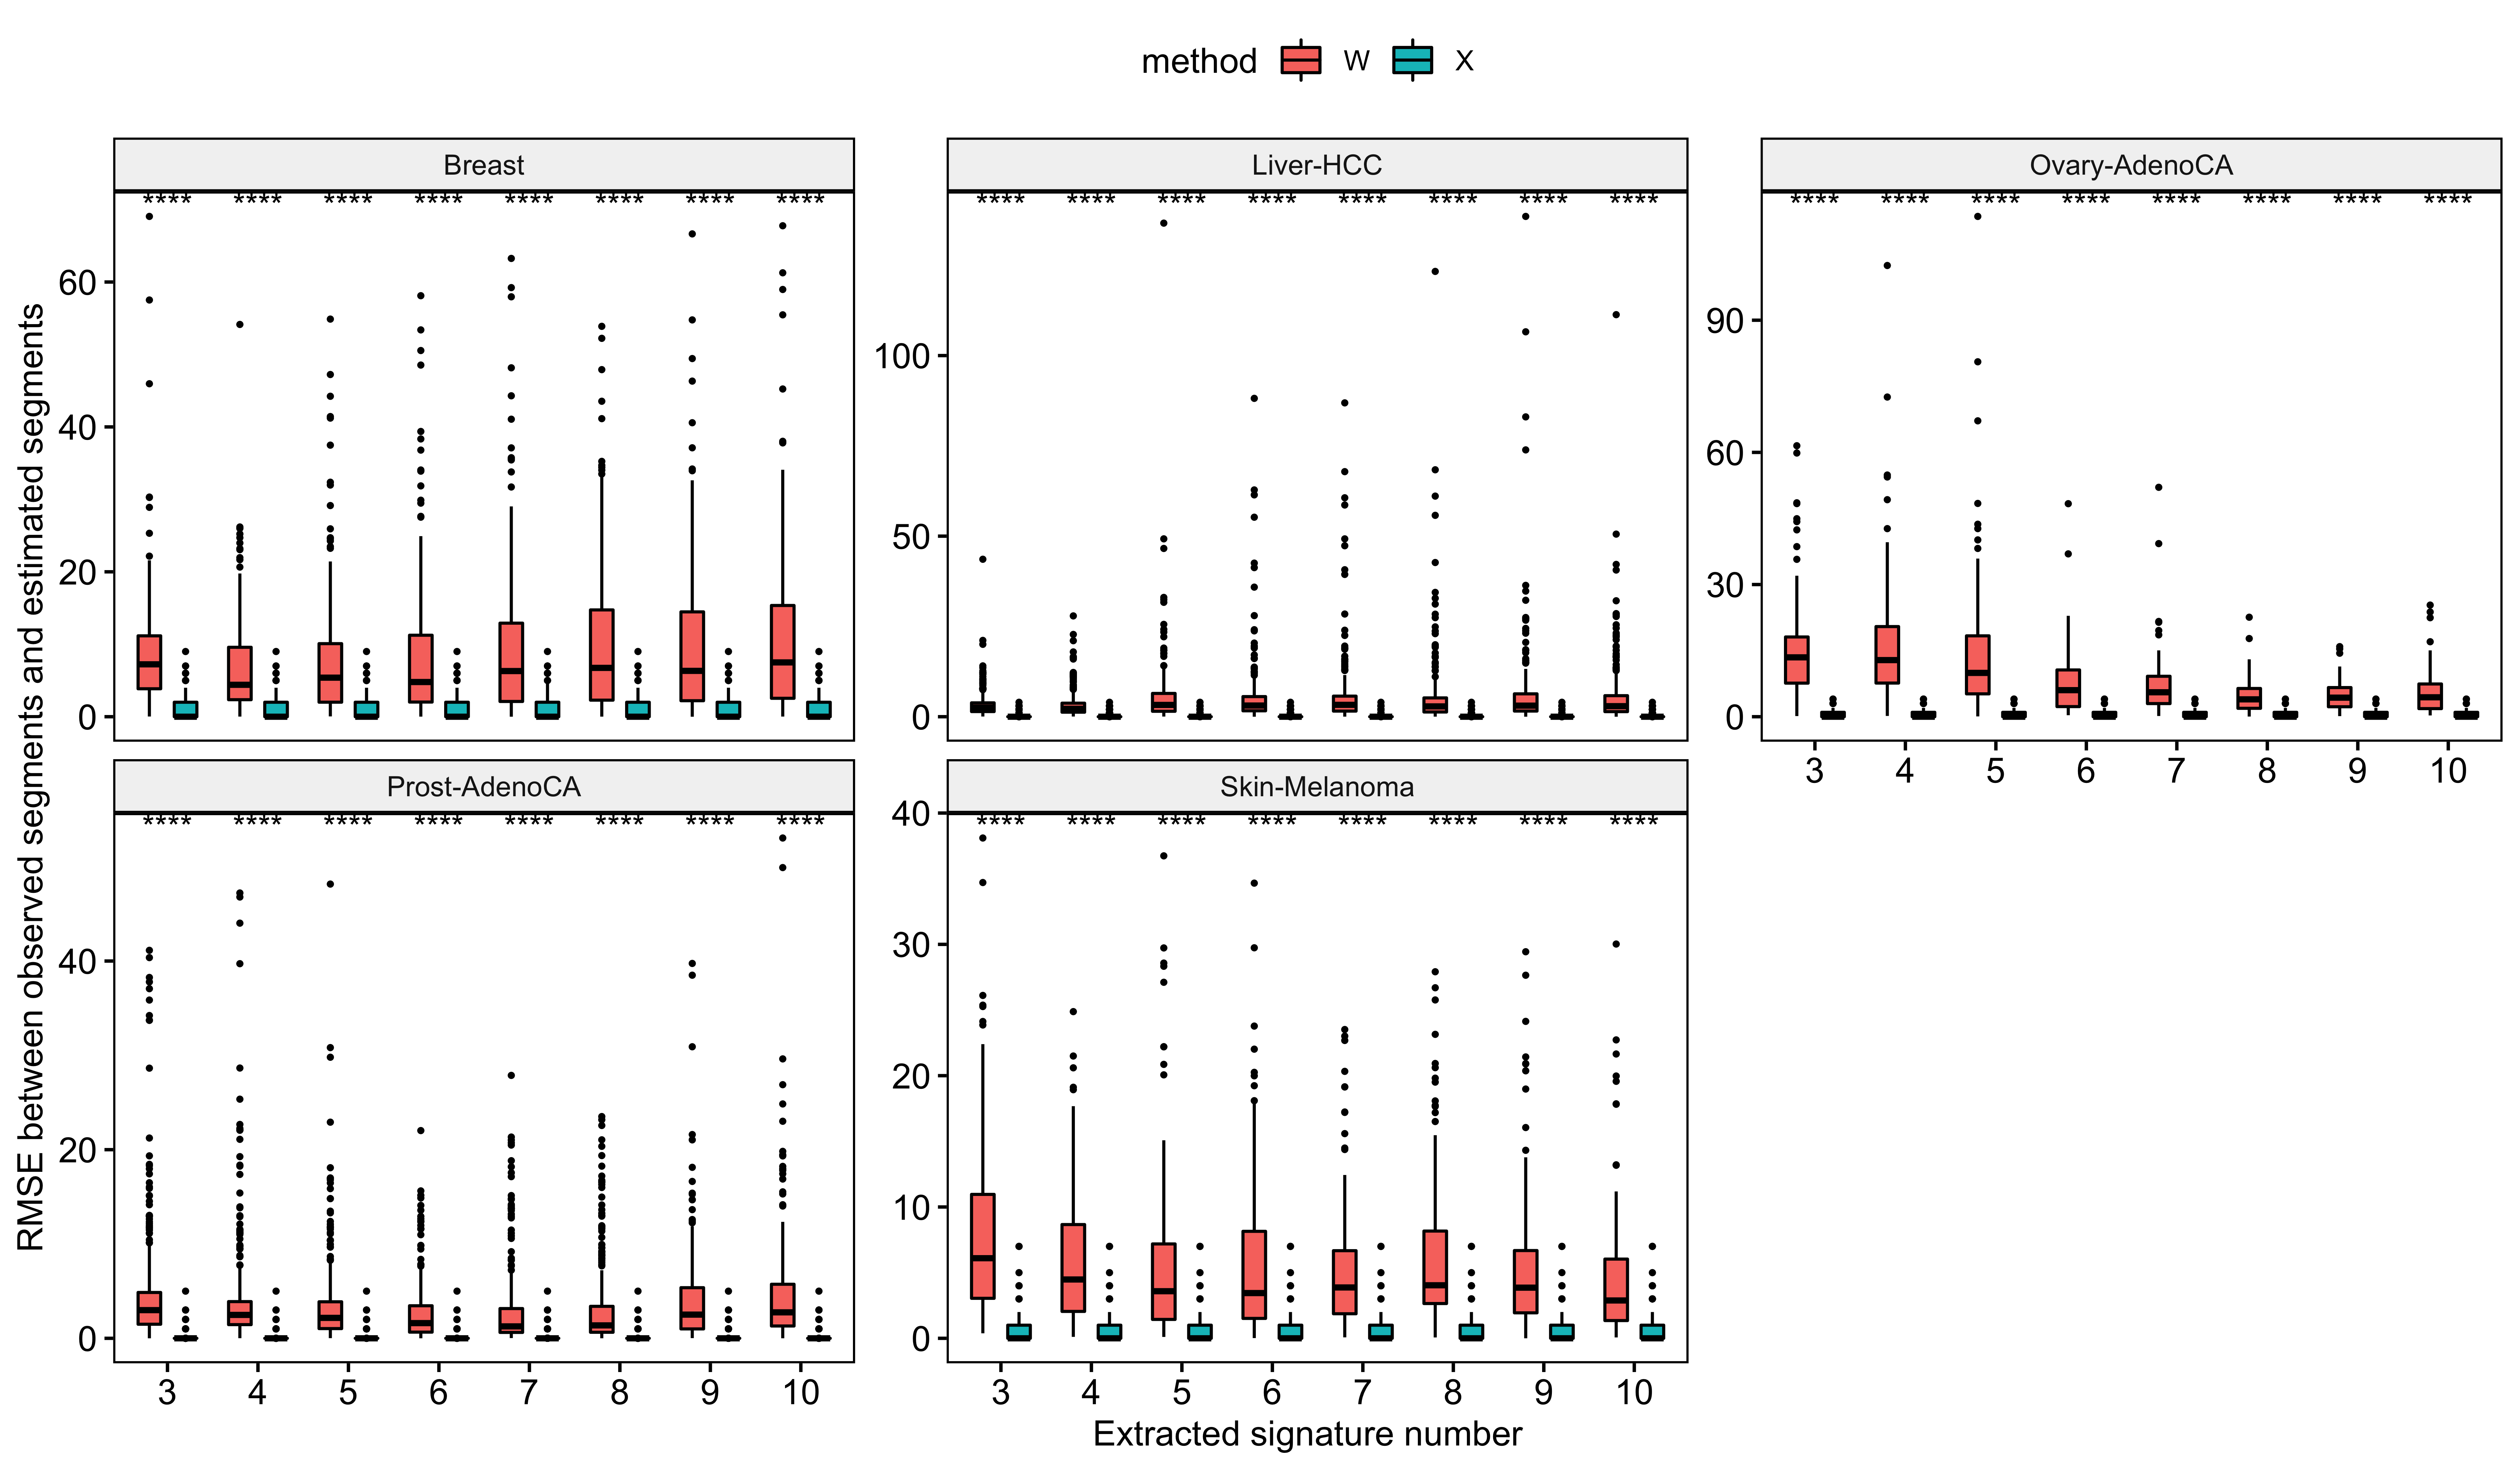 method W X
Breast
Liver-HCC
Ovary-AdenoCA
**** **** **** **** **** **** **** ****
**** **** **** **** **** **** **** ****
**** **** **** **** **** **** **** ****
60
40
20
0
100
50
0
90
60
30
0
3 4 5 6 7 8 9 10
RMSE between observed segments and estimated segments
Prost-AdenoCA
Skin-Melanoma
**** **** **** **** **** **** **** ****
**** **** **** **** **** **** **** ****
40
20
0
40
30
20
10
0
3 4 5 6 7 8 9 10
3 4 5 6 7 8 9 10
Extracted signature number